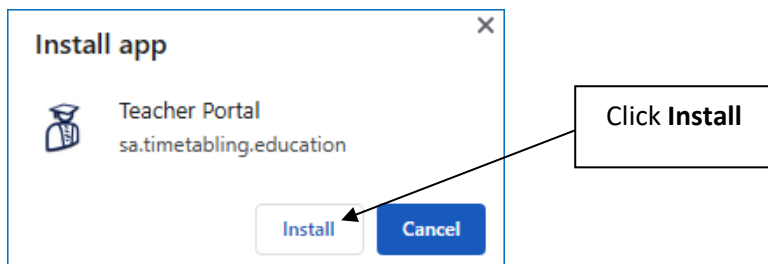 Install app
Teacher Portal
sa.timetabling.education
Install
Cancel
Click Install